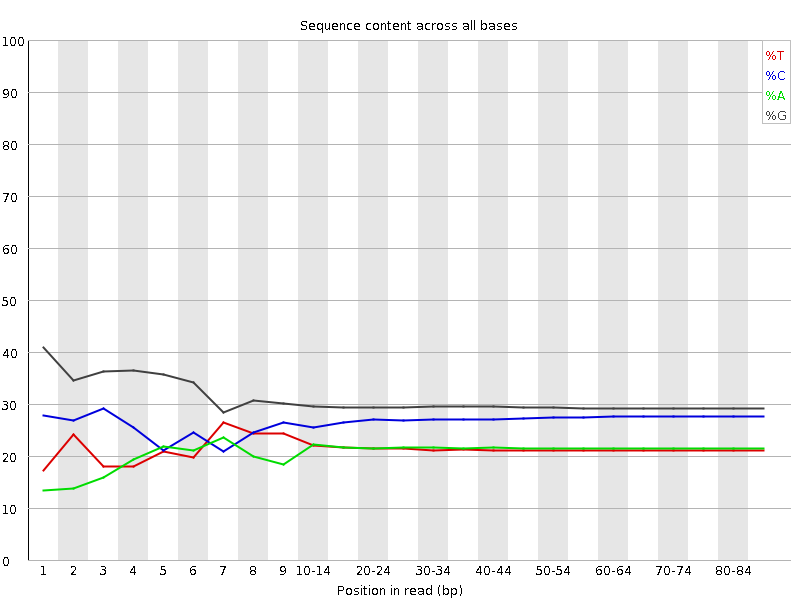 Sequence content across all bases
100
90
80
70
60
50
40
30
20
10
0
%T
%C
%A
%G
1 2 3 4 5 6 7 8 9 10-14 20-24 30-34 40-44 50-54 60-64 70-74 80-84
Position in read (bp)